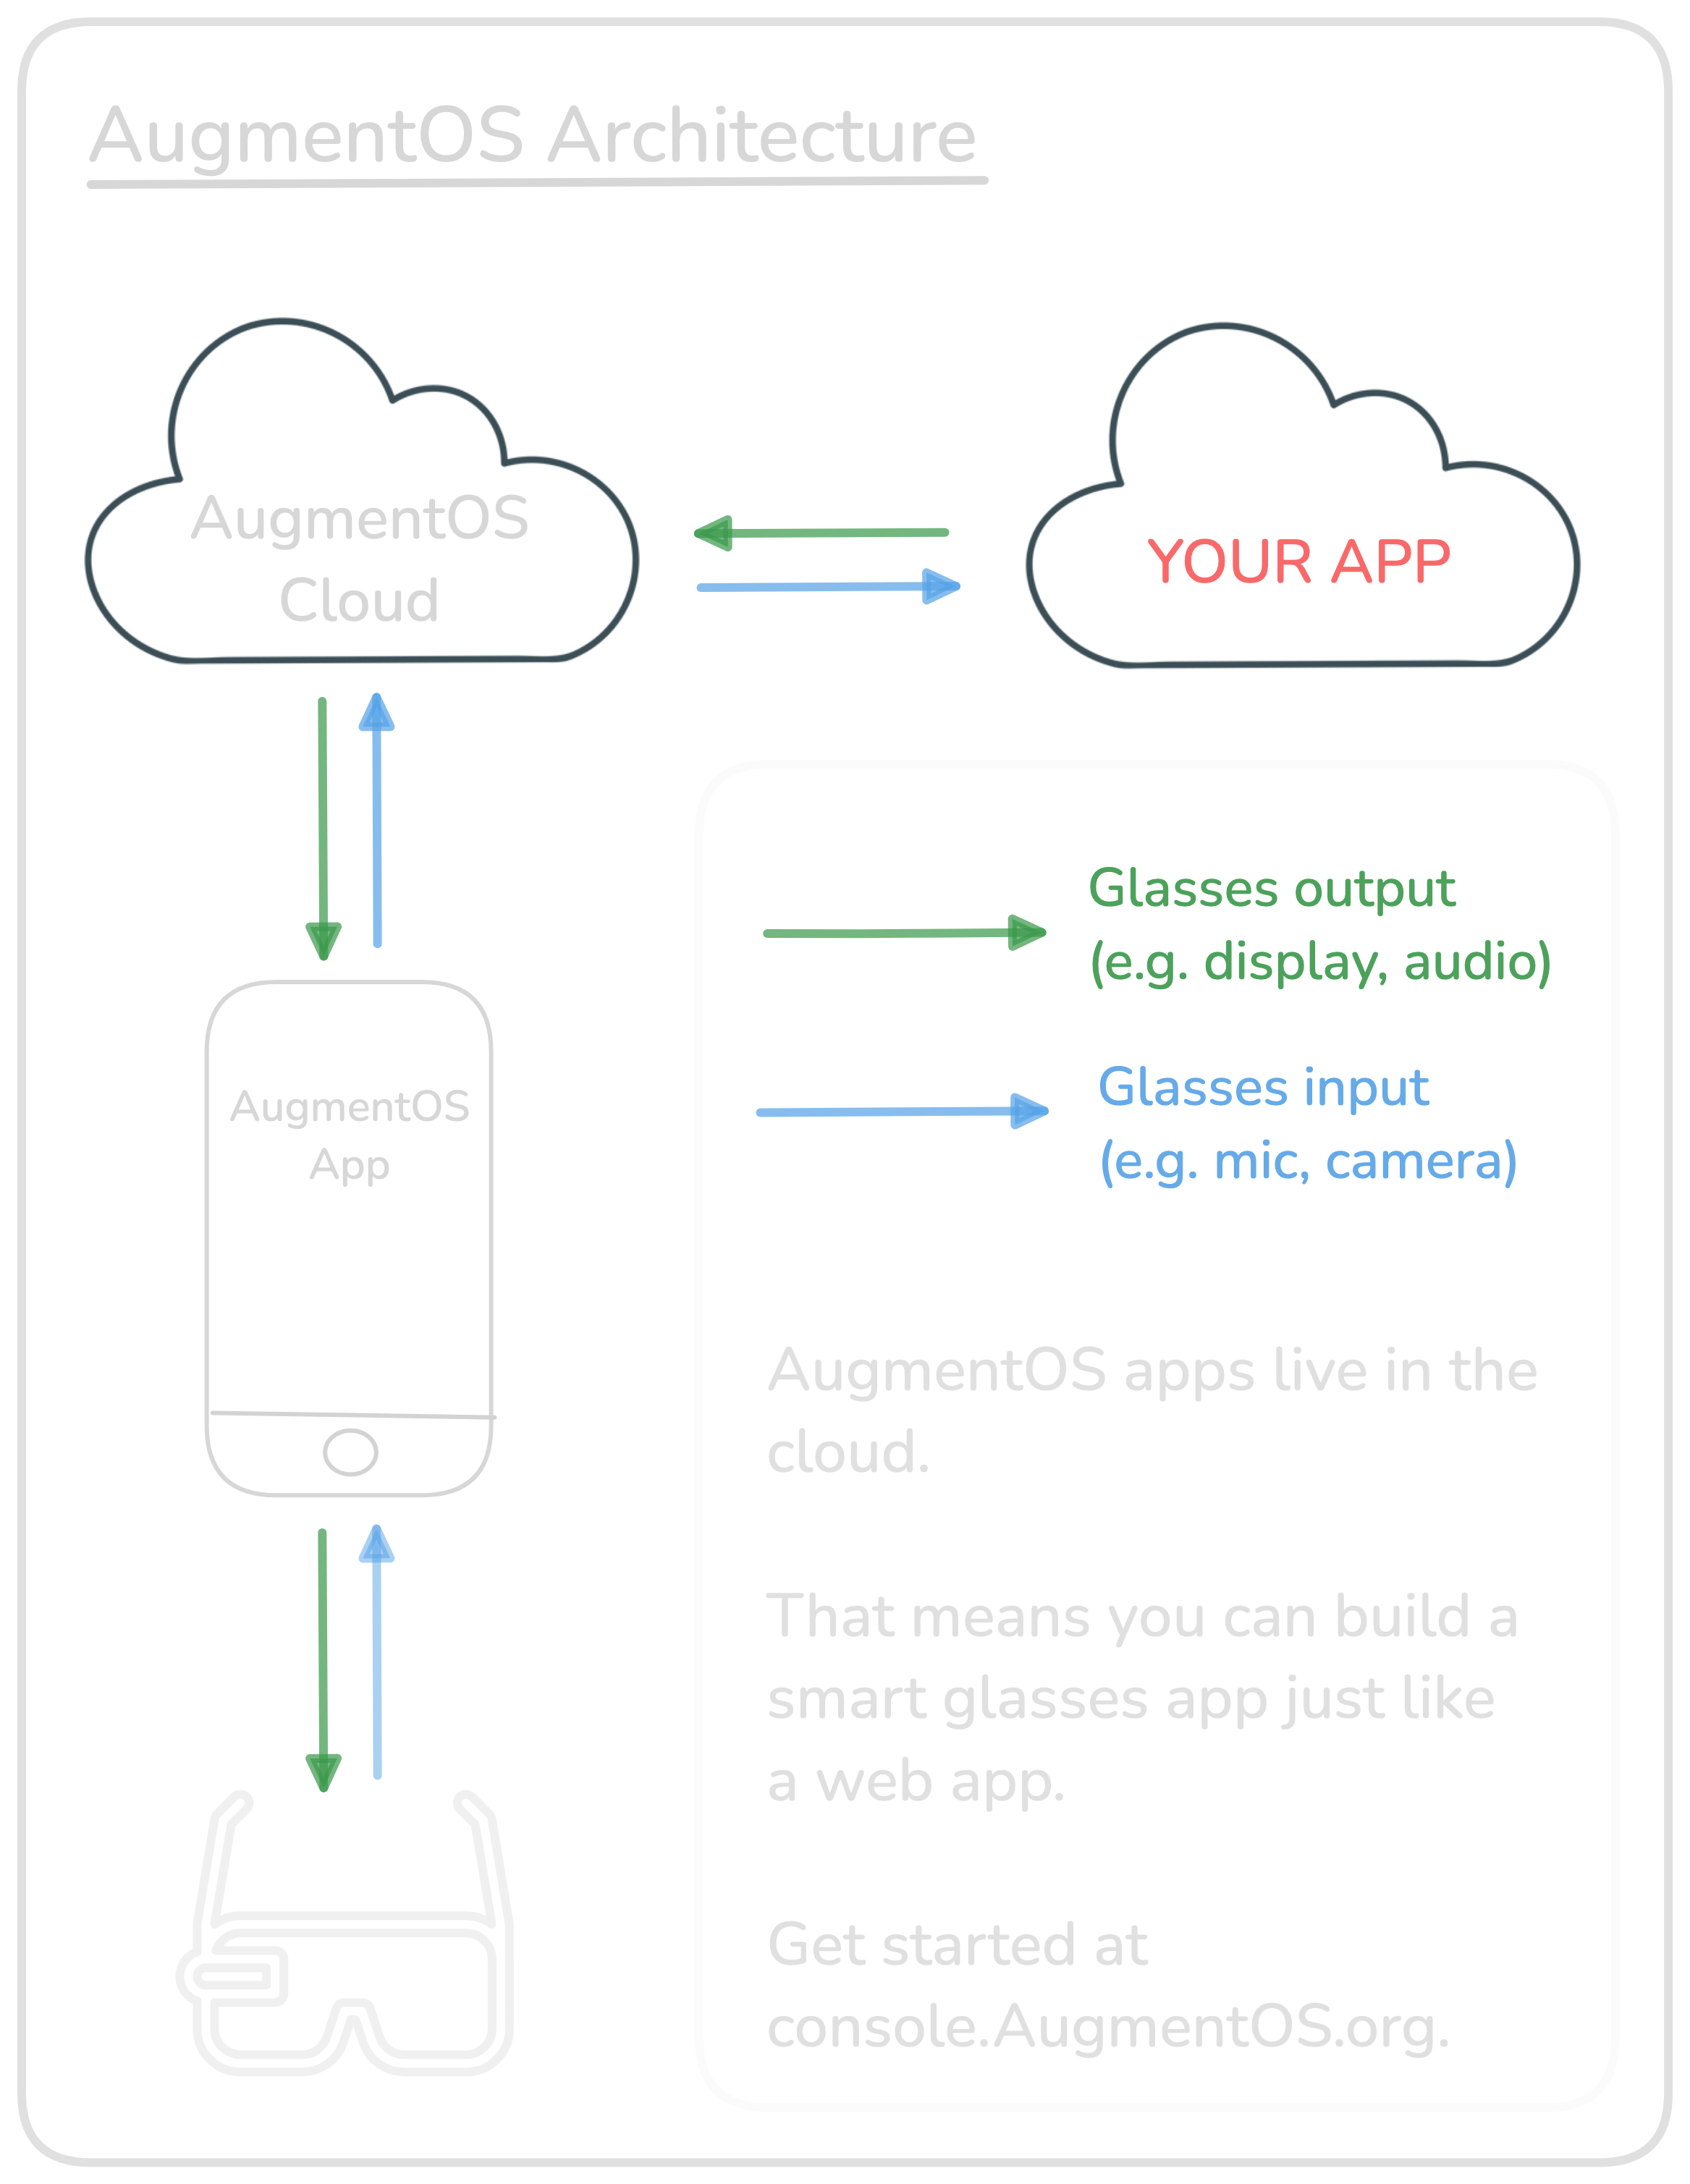 AugmentOS Architecture
AugmentOS
Cloud
YOUR APP
Glasses output
(e.g. display, audio)
Glasses input
(e.g. mic, camera)
AugmentOS
App
AugmentOS apps live in the
cloud.
That means you can build a
smart glasses app just like
a web app.
Get started at
console.AugmentOS.org.